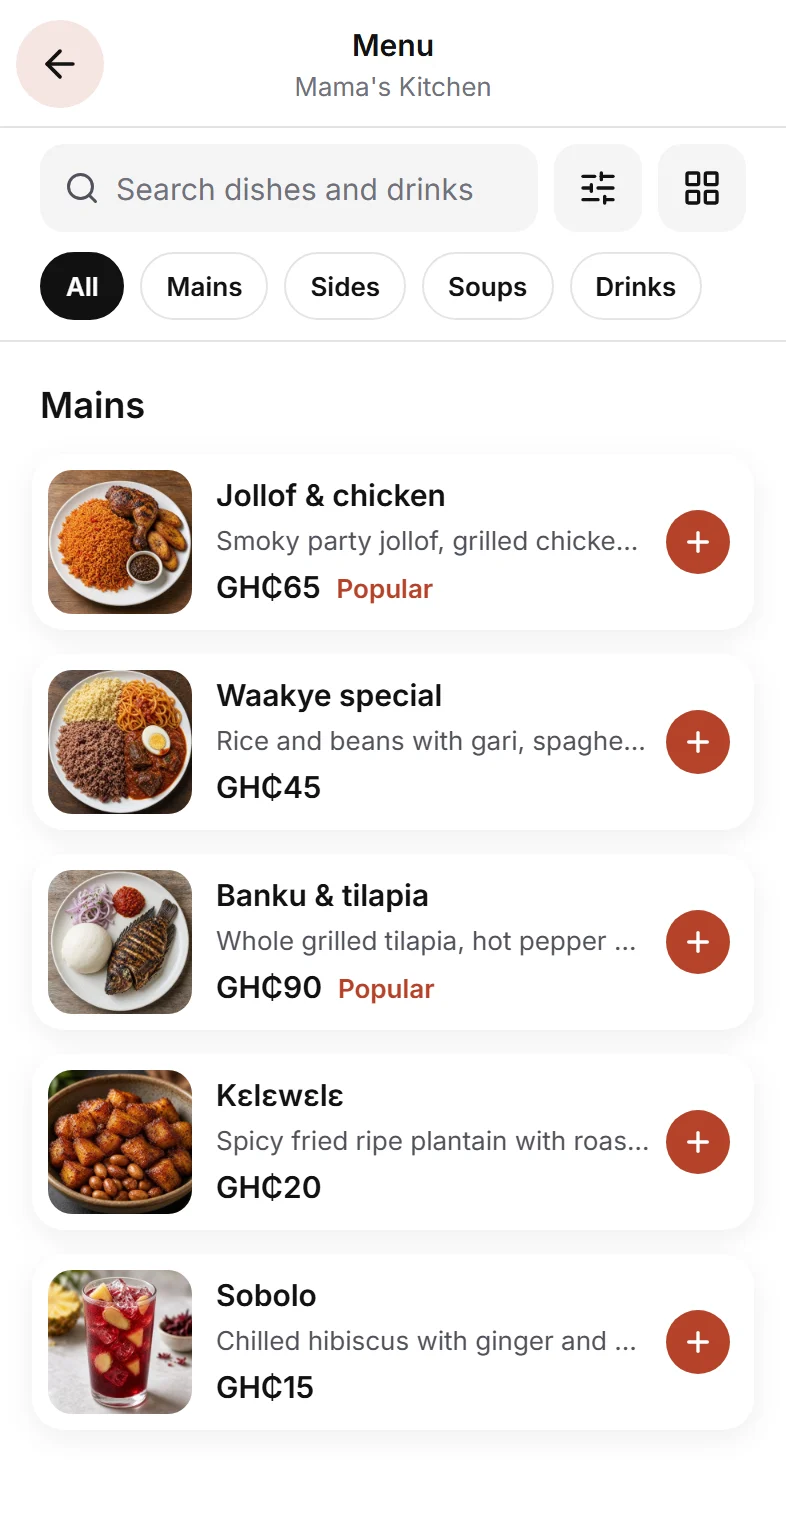 Menu
Mama's Kitchen
Search dishes and drinks
All
Mains
Sides
Soups
Drinks
Mains
Jollof & chicken
Smoky party jollof, grilled chicke...
GH₵65 Popular
Waakye special
Rice and beans with gari, spaghe...
GH₵45
Banku & tilapia
Whole grilled tilapia, hot pepper ...
GH₵90 Popular
Kɛlɛwɛlɛ
Spicy fried ripe plantain with roas...
GH₵20
Sobolo
Chilled hibiscus with ginger and ...
GH₵15